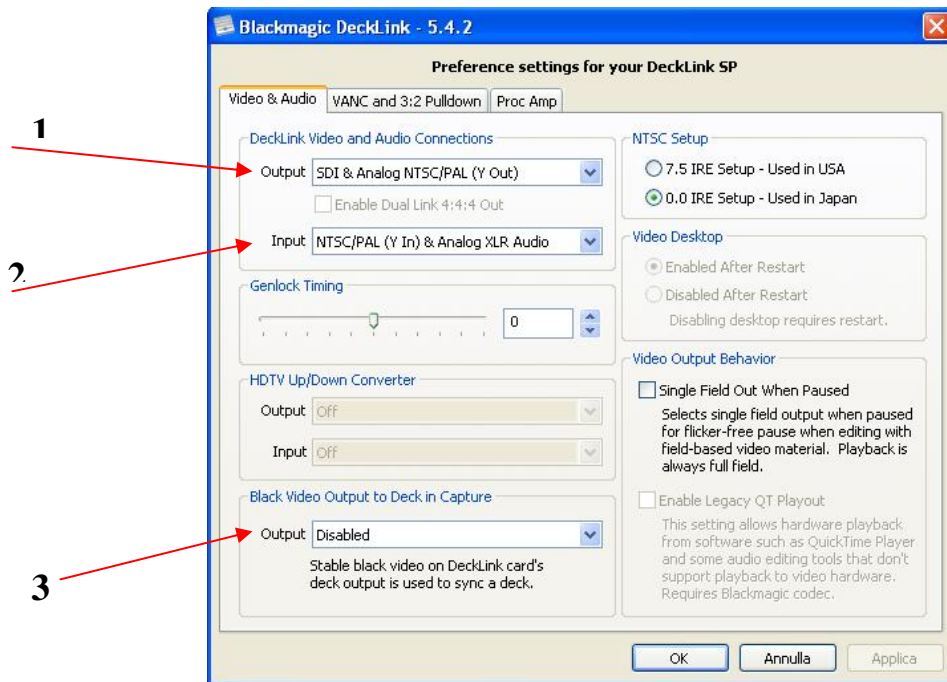 Blackmagic DeckLink - 5.4.2
Preference settings for your DeckLink SP
Video & Audio
VANC and 3:2 Pulldown
Proc Amp
1
2
3
DeckLink Video and Audio Connections
Output SDI & Analog NTSC/PAL (Y Out)
Enable Dual Link 4:4:4 Out
Input NTSC/PAL (Y In) & Analog XLR Audio
Genlock Timing
0
HDTV Up/Down Converter
Output Off
Input Off
Black Video Output to Deck in Capture
Output Disabled
Stable black video on DeckLink card's
deck output is used to sync a deck.
NTSC Setup
7.5 IRE Setup - Used in USA
0.0 IRE Setup - Used in Japan
Video Desktop
Enabled After Restart
Disabled After Restart
Disabling desktop requires restart.
Video Output Behavior
Single Field Out When Paused
Selects single field output when paused
for flicker-free pause when editing with
field-based video material. Playback is
always full field.
Enable Legacy QT Playout
This setting allows hardware playback
from software such as QuickTime Player
and some audio editing tools that don't
support playback to video hardware.
Requires Blackmagic codec.
OK
Annulla
Applica